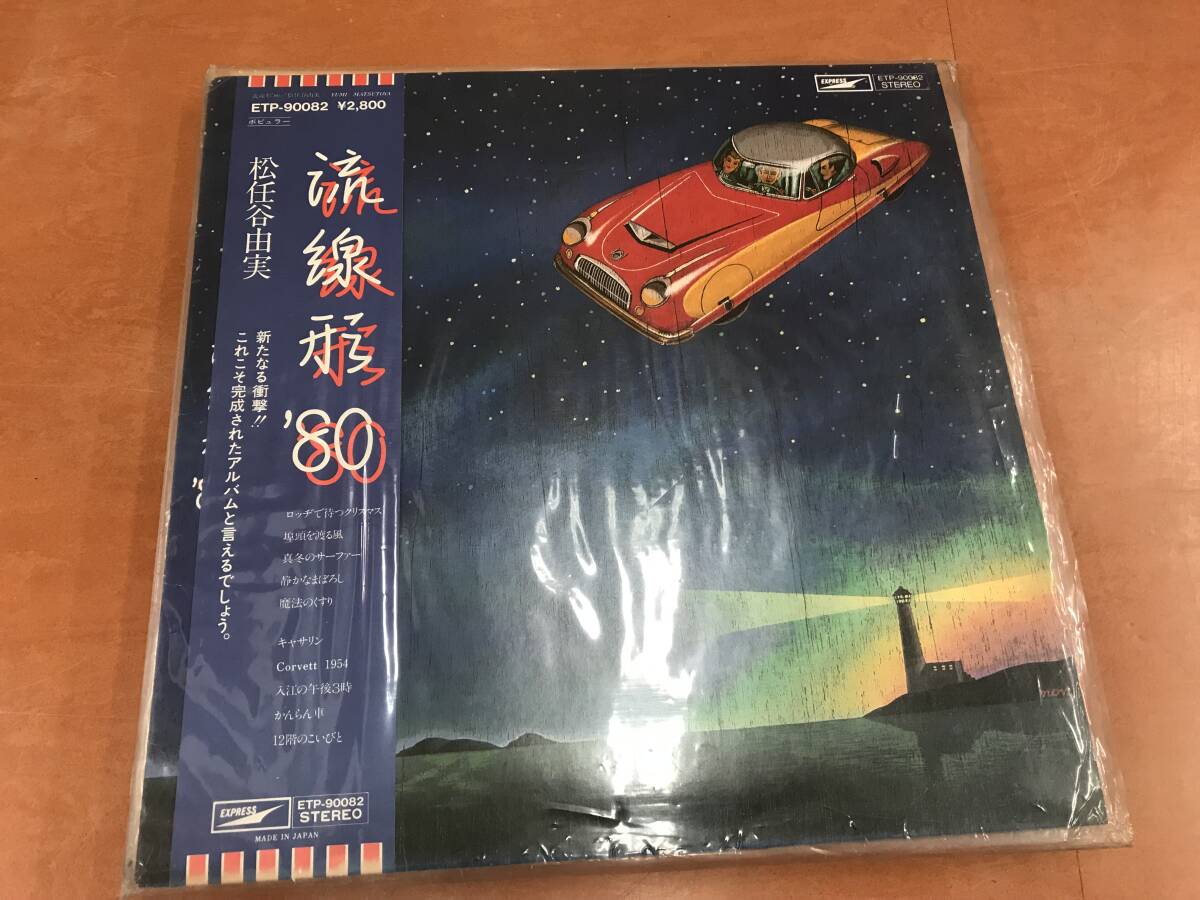 YUMI MATSUTOYA
ETP-90082 ¥2,800
ポピュラー
流線形
'80
松任谷由実
新たなる衝撃!!
これこそ完成されたアルバムと言えるでしょう。
ロッヂで待つクリスマス
埠頭を渡る風
真冬のサーファー
静かなまぼろし
魔法のくすり
キャサリン
Corvett 1954
入江の午後3時
かんらん車
12階のこいびと
EXPRESS
ETP-90082
STEREO
MADE IN JAPAN
'80
EXPRESS
ETP-90082
STEREO